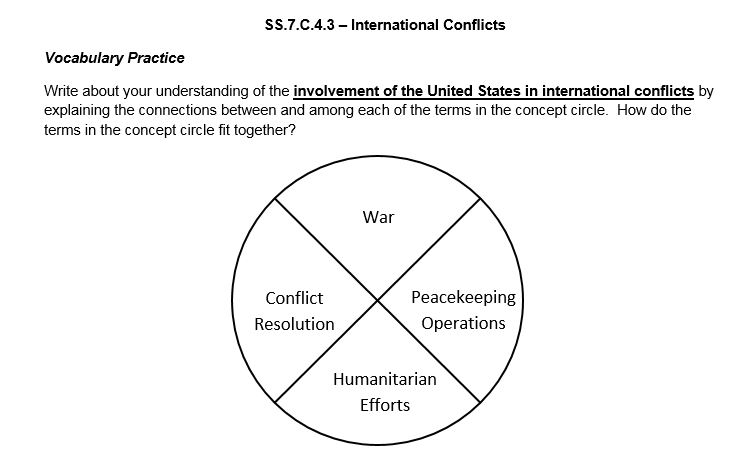 SS.7.C.4.3 – International Conflicts
Vocabulary Practice
Write about your understanding of the involvement of the United States in international conflicts by
explaining the connections between and among each of the terms in the concept circle.  How do the
terms in the concept circle fit together?
War
Conflict
Resolution
Peacekeeping
Operations
Humanitarian
Efforts